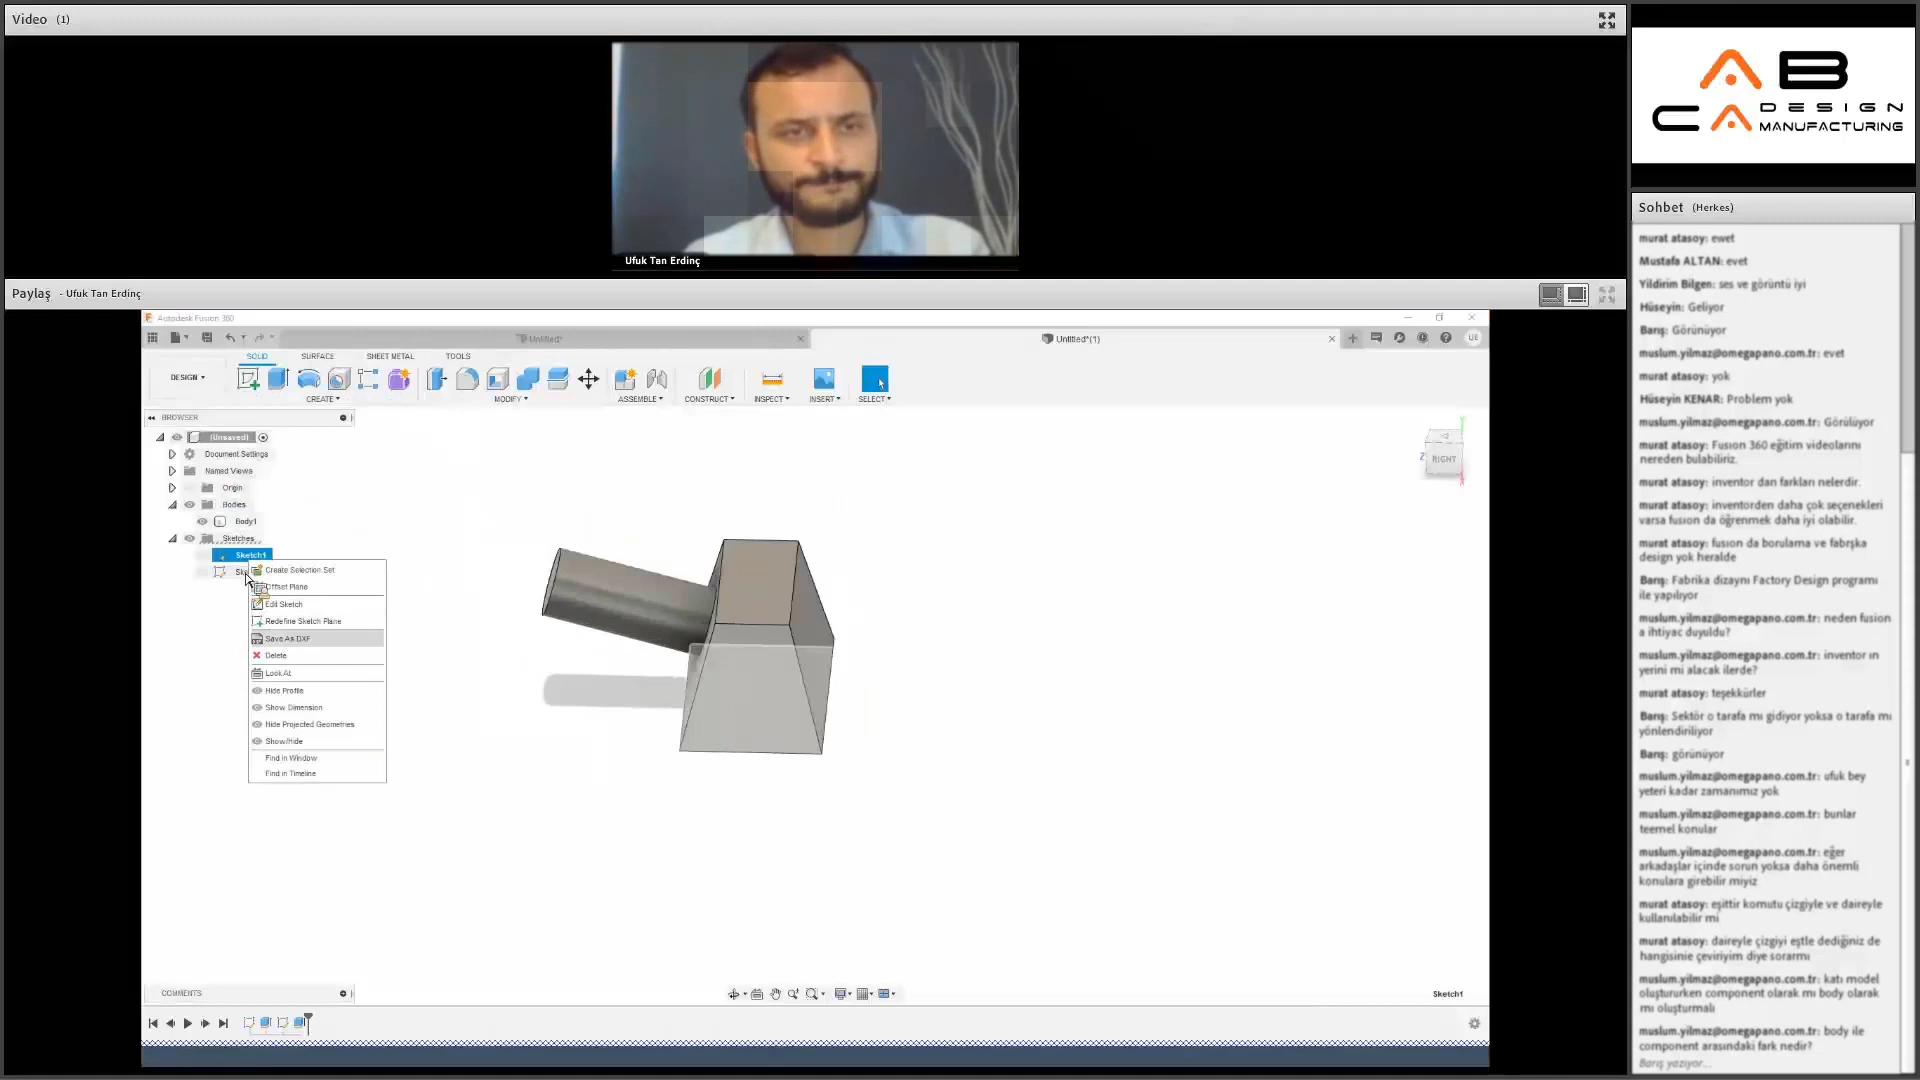 Video (1)
Ufuk Tan Erdinç
Paylaş - Ufuk Tan Erdinç
Autodesk Fusion 360
Untitled*
Untitled*(1)
UE
SOLID SURFACE SHEET METAL TOOLS
DESIGN
CREATE MODIFY ASSEMBLE CONSTRUCT INSPECT INSERT SELECT
BROWSER
(Unsaved)
Document Settings
Named Views
Origin
Bodies
Body1
Sketches
Sketch1
Create Selection Set
Offset Plane
Edit Sketch
Redefine Sketch Plane
Save As DXF
Delete
Look At
Hide Profile
Show Dimension
Hide Projected Geometries
Show/Hide
Find in Window
Find in Timeline
RIGHT
Z
COMMENTS
Sketch1
AB
CA DESIGN
MANUFACTURING
Sohbet (Herkes)
murat atasoy: ewet
Mustafa ALTAN: evet
Yildirim Bilgen: ses ve görüntü iyi
Hüseyin: Geliyor
Barış: Görünüyor
muslum.yilmaz@omegapano.com.tr: evet
murat atasoy: yok
Hüseyin KENAR: Problem yok
muslum.yilmaz@omegapano.com.tr: Görülüyor
murat atasoy: Fusıon 360 eğitim videolarını
nereden bulabiliriz.
murat atasoy: inventor dan farkları nelerdir.
murat atasoy: inventorden daha çok seçenekleri
varsa fusıon da öğrenmek daha iyi olabilir.
murat atasoy: fusıon da borulama ve fabrşka
design yok heralde
Barış: Fabrika dizaynı Factory Design programı
ile yapılıyor
muslum.yilmaz@omegapano.com.tr: neden fusion
a ihtiyac duyuldu?
muslum.yilmaz@omegapano.com.tr: inventor ın
yerini mi alacak ilerde?
murat atasoy: teşekkürler
Barış: Sektör o tarafa mı gidiyor yoksa o tarafa mı
yönlendiriliyor
Barış: görünüyor
muslum.yilmaz@omegapano.com.tr: ufuk bey
yeteri kadar zamanımız yok
muslum.yilmaz@omegapano.com.tr: bunlar
teemel konular
muslum.yilmaz@omegapano.com.tr: eğer
arkadaşlar içinde sorun yoksa daha önemli
konulara girebilir miyiz
murat atasoy: eşittir komutu çizgiyle ve daireyle
kullanılabilir mi
murat atasoy: daireyle çizgiyi eştle dediğiniz de
hangisinie çeviriyim diye sorarmı
muslum.yilmaz@omegapano.com.tr: katı model
oluştururken component olarak mı body olarak
mı oluşturmalı
muslum.yilmaz@omegapano.com.tr: body ile
component arasındaki fark nedir?
Barış yazıyor...